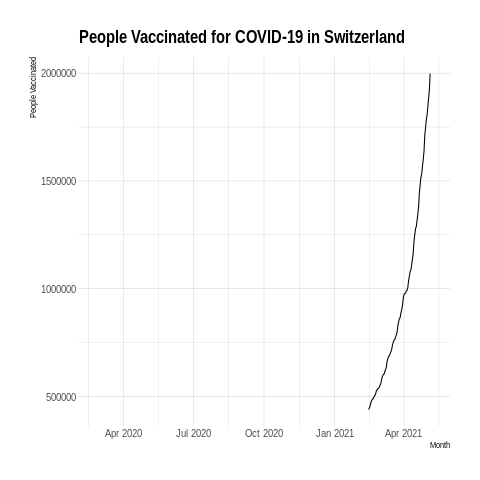 People Vaccinated for COVID-19 in Switzerland
People Vaccinated
2000000
1500000
1000000
500000
Apr 2020 Jul 2020 Oct 2020 Jan 2021 Apr 2021
Month